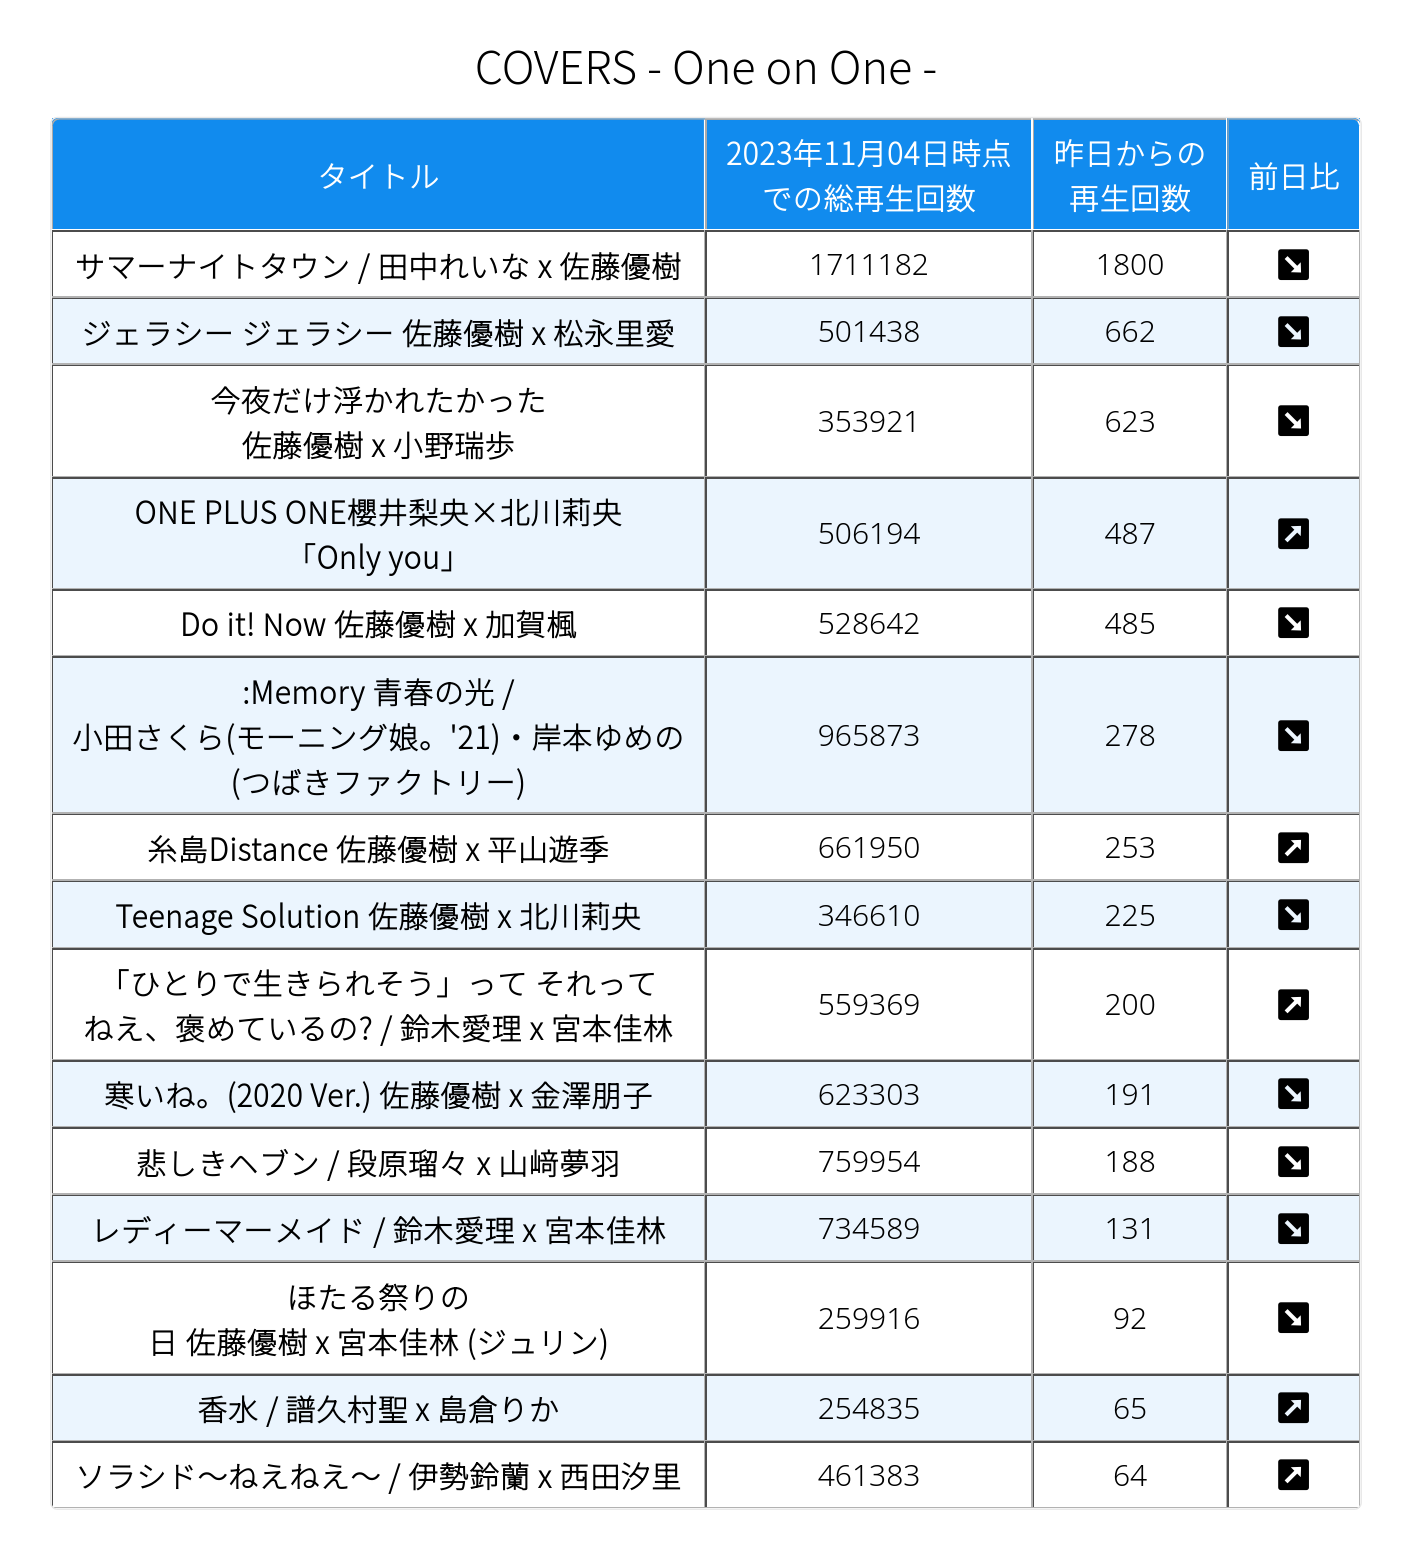 COVERS - One on One -
タイトル
2023年11月04日時点
での総再生回数
昨日からの
再生回数
前日比
サマーナイトタウン / 田中れいな x 佐藤優樹
1711182
1800
ジェラシー ジェラシー 佐藤優樹 x 松永里愛
501438
662
今夜だけ浮かれたかった
佐藤優樹 x 小野瑞歩
353921
623
ONE PLUS ONE櫻井梨央×北川莉央
「Only you」
506194
487
Do it! Now 佐藤優樹 x 加賀楓
528642
485
:Memory 青春の光 /
小田さくら(モーニング娘。'21)・岸本ゆめの
(つばきファクトリー)
965873
278
糸島Distance 佐藤優樹 x 平山遊季
661950
253
Teenage Solution 佐藤優樹 x 北川莉央
346610
225
「ひとりで生きられそう」って それって
ねえ、褒めているの? / 鈴木愛理 x 宮本佳林
559369
200
寒いね。(2020 Ver.) 佐藤優樹 x 金澤朋子
623303
191
悲しきヘブン / 段原瑠々 x 山﨑夢羽
759954
188
レディーマーメイド / 鈴木愛理 x 宮本佳林
734589
131
ほたる祭りの
日 佐藤優樹 x 宮本佳林 (ジュリン)
259916
92
香水 / 譜久村聖 x 島倉りか
254835
65
ソラシド〜ねえねえ〜 / 伊勢鈴蘭 x 西田汐里
461383
64